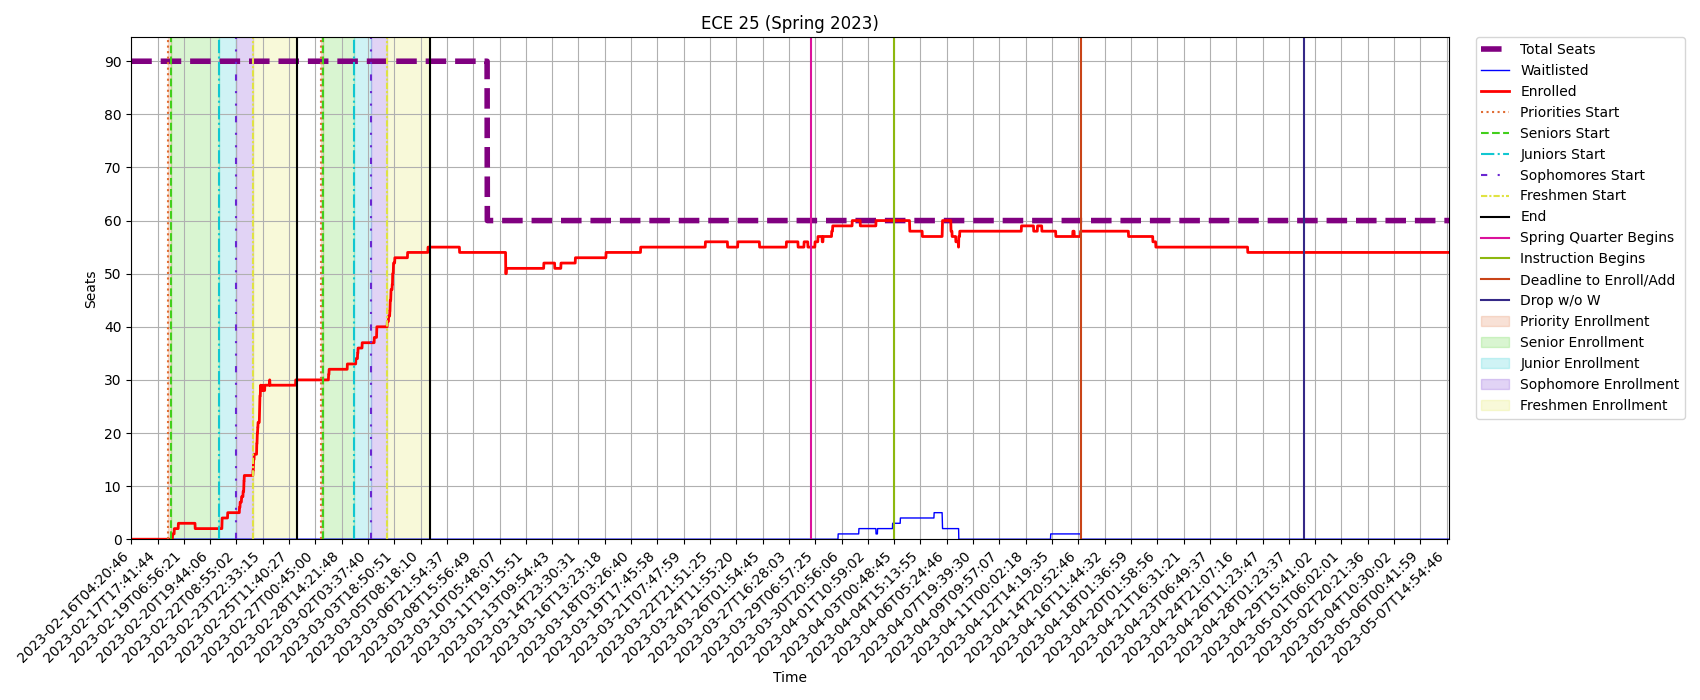 ECE 25 (Spring 2023)
90
80
70
60
50
40
30
20
10
0
Seats
2023-02-16T04:20:46
2023-02-17T17:41:44
2023-02-19T06:56:21
2023-02-20T19:44:06
2023-02-22T08:55:02
2023-02-23T22:33:15
2023-02-25T11:40:27
2023-02-27T00:45:00
2023-02-28T14:21:48
2023-03-02T03:37:40
2023-03-03T18:50:51
2023-03-05T08:18:10
2023-03-06T21:54:37
2023-03-08T15:56:49
2023-03-10T05:48:07
2023-03-11T19:15:51
2023-03-13T09:54:43
2023-03-14T23:30:31
2023-03-16T13:23:18
2023-03-18T03:26:40
2023-03-19T17:45:58
2023-03-21T07:47:59
2023-03-22T21:51:25
2023-03-24T11:55:20
2023-03-26T01:54:45
2023-03-27T16:28:03
2023-03-29T06:57:25
2023-03-30T20:56:06
2023-04-01T10:59:02
2023-04-03T00:48:45
2023-04-04T15:13:55
2023-04-06T05:24:46
2023-04-07T19:39:30
2023-04-09T09:57:07
2023-04-11T00:02:18
2023-04-12T14:19:35
2023-04-14T20:52:46
2023-04-16T11:44:32
2023-04-18T01:36:59
2023-04-20T01:58:56
2023-04-21T16:31:21
2023-04-23T06:49:37
2023-04-24T21:07:16
2023-04-26T11:23:47
2023-04-28T01:23:37
2023-04-29T15:41:02
2023-05-01T06:02:01
2023-05-02T20:21:36
2023-05-04T10:30:02
2023-05-06T00:41:59
2023-05-07T14:54:46
Time
Total Seats
Waitlisted
Enrolled
Priorities Start
Seniors Start
Juniors Start
Sophomores Start
Freshmen Start
End
Spring Quarter Begins
Instruction Begins
Deadline to Enroll/Add
Drop w/o W
Priority Enrollment
Senior Enrollment
Junior Enrollment
Sophomore Enrollment
Freshmen Enrollment